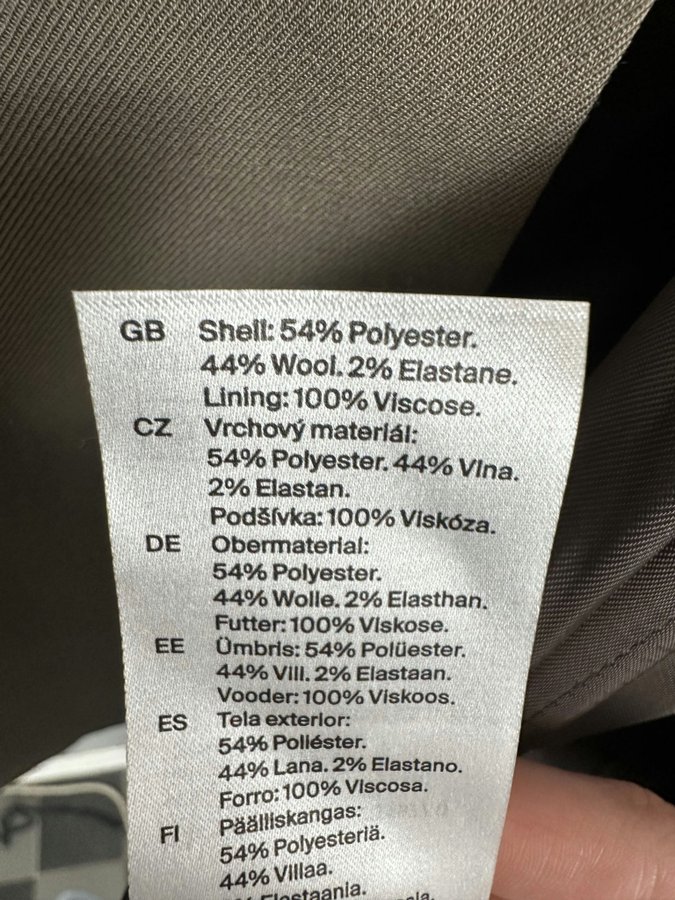 GB Shell: 54% Polyester.
44% Wool. 2% Elastane.
Lining: 100% Viscose.
CZ Vrchový materiál:
54% Polyester. 44% Vlna.
2% Elastan.
Podšívka: 100% Viskóza.
DE Obermaterial:
54% Polyester.
44% Wolle. 2% Elasthan.
Futter: 100% Viskose.
EE Ümbris: 54% Polüester.
44% Vill. 2% Elastaan.
Vooder: 100% Viskoos.
ES Tela exterior:
54% Poliéster.
44% Lana. 2% Elastano.
Forro: 100% Viscosa.
FI Päälliskangas:
54% Polyesteriä.
44% Villaa.
Elastaania.